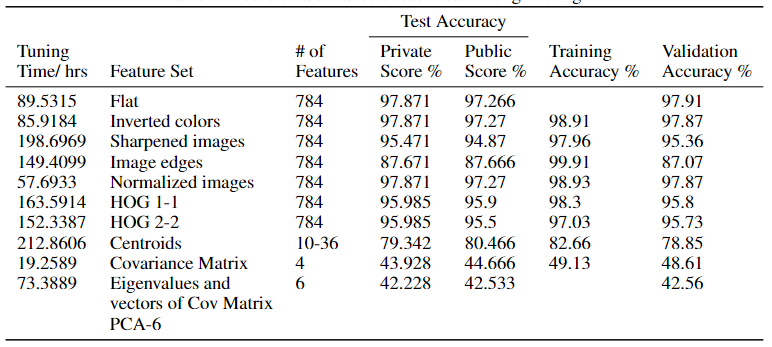 Test Accuracy
Tuning # of Private Public Training Validation
Time/ hrs Feature Set Features Score % Score % Accuracy % Accuracy %
89.5315 Flat 784 97.871 97.266 97.91
85.9184 Inverted colors 784 97.871 97.27 98.91 97.87
198.6969 Sharpened images 784 95.471 94.87 97.96 95.36
149.4099 Image edges 784 87.671 87.666 99.91 87.07
57.6933 Normalized images 784 97.871 97.27 98.93 97.87
163.5914 HOG 1-1 784 95.985 95.9 98.3 95.8
152.3387 HOG 2-2 784 95.985 95.5 97.03 95.73
212.8606 Centroids 10-36 79.342 80.466 82.66 78.85
19.2589 Covariance Matrix 4 43.928 44.666 49.13 48.61
73.3889 Eigenvalues and 6 42.228 42.533 42.56
vectors of Cov Matrix
PCA-6